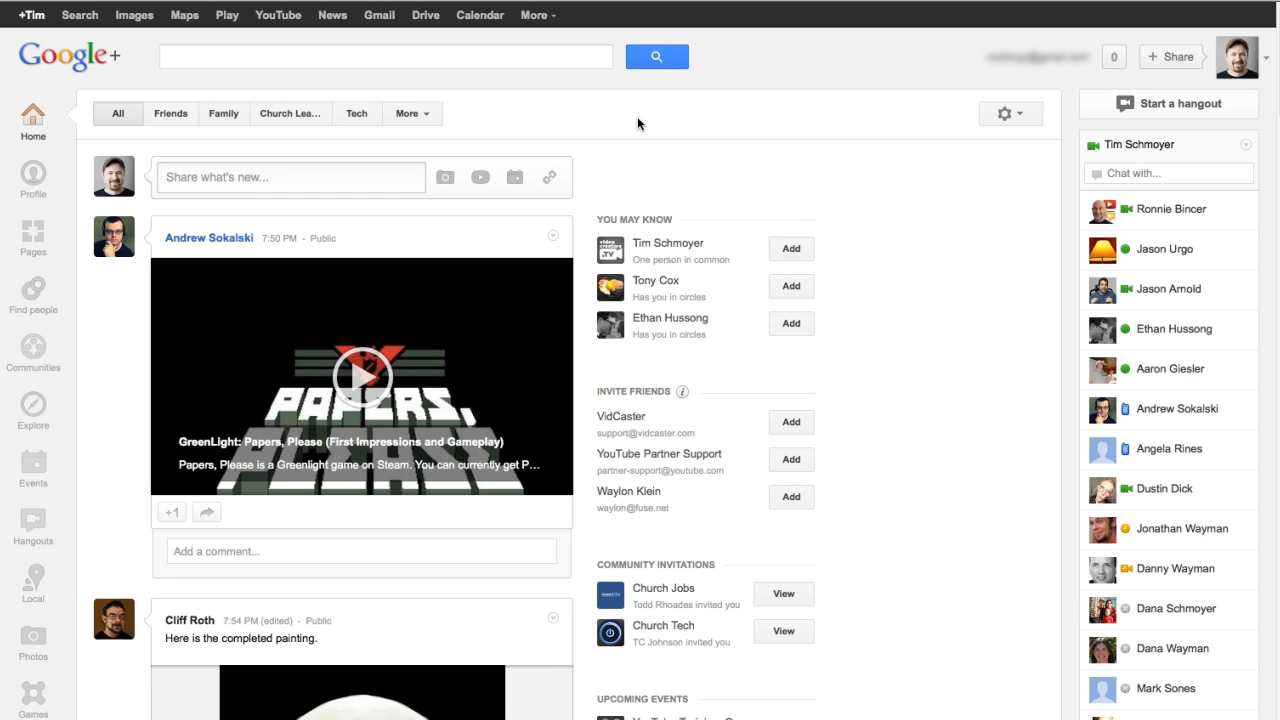 +Tim Search Images Maps Play YouTube News Gmail Drive Calendar More
Google+
0
+ Share
All Friends Family Church Lea... Tech More
Start a hangout
Home
Profile
Pages
Find people
Communities
Explore
Events
Hangouts
Local
Photos
Games
Share what's new...
Andrew Sokalski 7:50 PM - Public
PAPERS,
PLEASE
GreenLight: Papers, Please (First Impressions and Gameplay)
Papers, Please is a Greenlight game on Steam. You can currently get P...
+1
Add a comment...
Cliff Roth 7:54 PM (edited) - Public
Here is the completed painting.
YOU MAY KNOW
video
creators
.TV
Tim Schmoyer
One person in common
Add
Tony Cox
Has you in circles
Add
Ethan Hussong
Has you in circles
Add
INVITE FRIENDS i
VidCaster
support@vidcaster.com
Add
YouTube Partner Support
partner-support@youtube.com
Add
Waylon Klein
waylon@fuse.net
Add
COMMUNITY INVITATIONS
Church Jobs
Todd Rhoades invited you
View
Church Tech
TC Johnson invited you
View
UPCOMING EVENTS
Tim Schmoyer
Chat with...
Ronnie Bincer
Jason Urgo
Jason Arnold
Ethan Hussong
Aaron Giesler
Andrew Sokalski
Angela Rines
Dustin Dick
Jonathan Wayman
Danny Wayman
Dana Schmoyer
Dana Wayman
Mark Sones